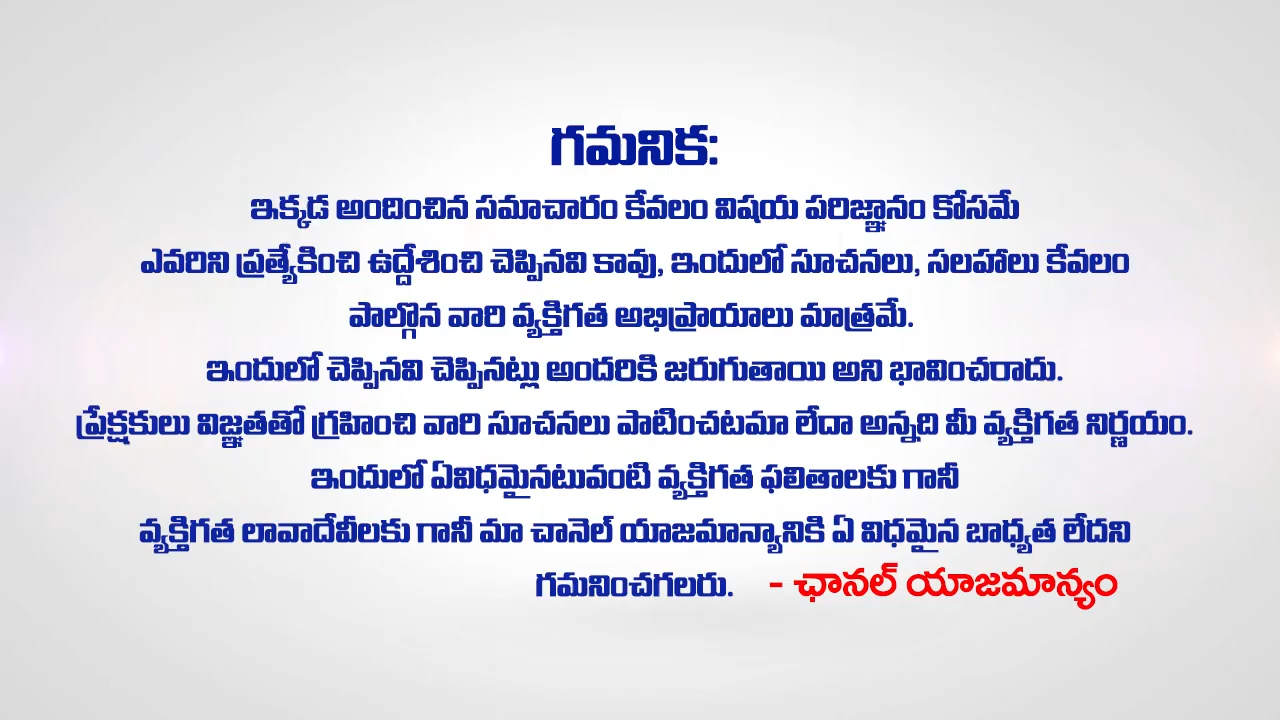 గమనిక:
ఇక్కడ అందించిన సమాచారం కేవలం విషయ పరిజ్ఞానం కోసమే
ఎవరిని ప్రత్యేకించి ఉద్దేశించి చెప్పినవి కావు, ఇందులో సూచనలు, సలహాలు కేవలం
పాల్గొన వారి వ్యక్తిగత అభిప్రాయాలు మాత్రమే.
ఇందులో చెప్పినవి చెప్పినట్లు అందరికి జరుగుతాయి అని భావించరాదు.
ప్రేక్షకులు విజ్ఞతతో గ్రహించి వారి సూచనలు పాటించటమా లేదా అన్నది మీ వ్యక్తిగత నిర్ణయం.
ఇందులో ఏవిధమైనటువంటి వ్యక్తిగత ఫలితాలకు గానీ
వ్యక్తిగత లావాదేవీలకు గానీ మా చానెల్ యాజమాన్యానికి ఏ విధమైన బాధ్యత లేదని
గమనించగలరు. - ఛానల్ యాజమాన్యం